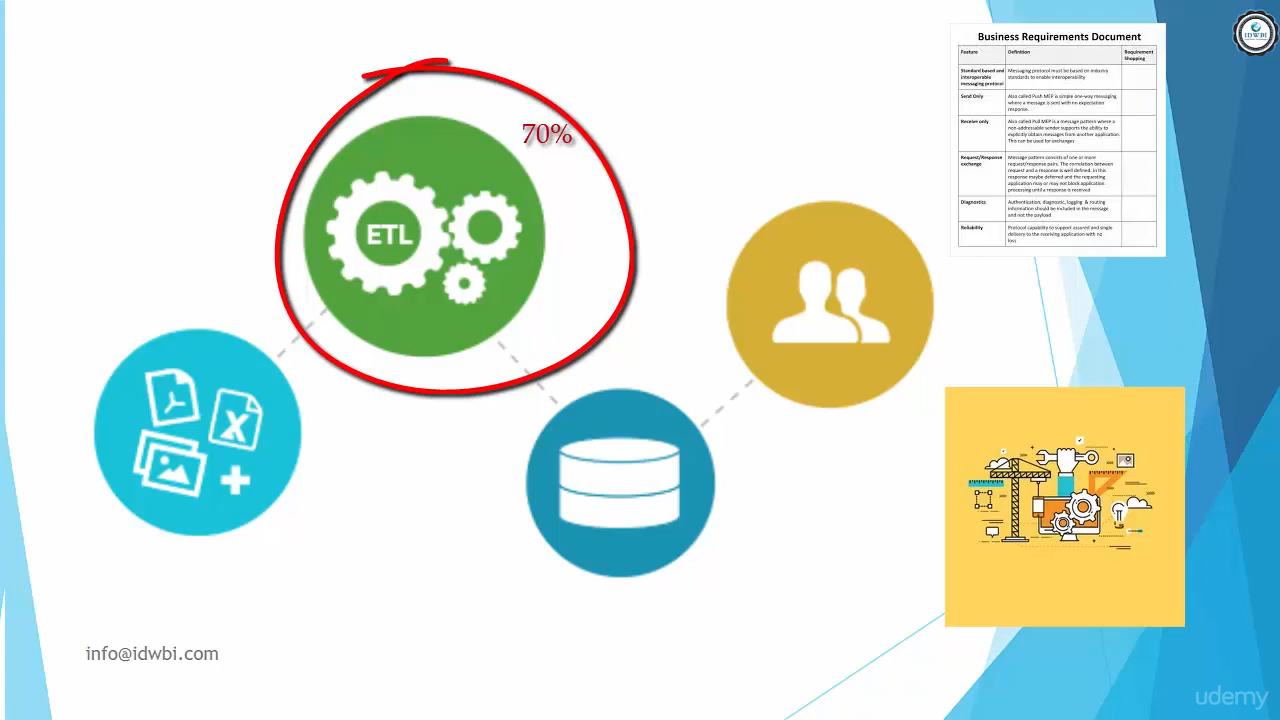 Business Requirements Document
Feature
Definition
Requirement
Shopping
Standard based and
interoperable
messaging protocol
Messaging protocol must be based on industry
standards to enable interoperability
Send Only
Also called Push MEP is simple one-way messaging
where a message is send with no expectation
response.
Receive only
Also called Pull MEP is a message pattern where a
non-addressable sender supports the ability to
explicitly obtain messages from another application.
This can be used for exchanges
Request/Response
exchange
Message pattern consists of one or more
request/response pairs. The correlation between
request and a response is well defined. In this
response maybe deferred and the requesting
application may or may not block application
processing until a response is received
Diagnostics
Authentication, diagnostic, logging & routing
information should be included in the message
and not the payload
Reliability
Protocol capability to support assured and single
delivery to the receiving application with no
loss
IDWBI
70%
ETL
X
info@idwbi.com
udemy